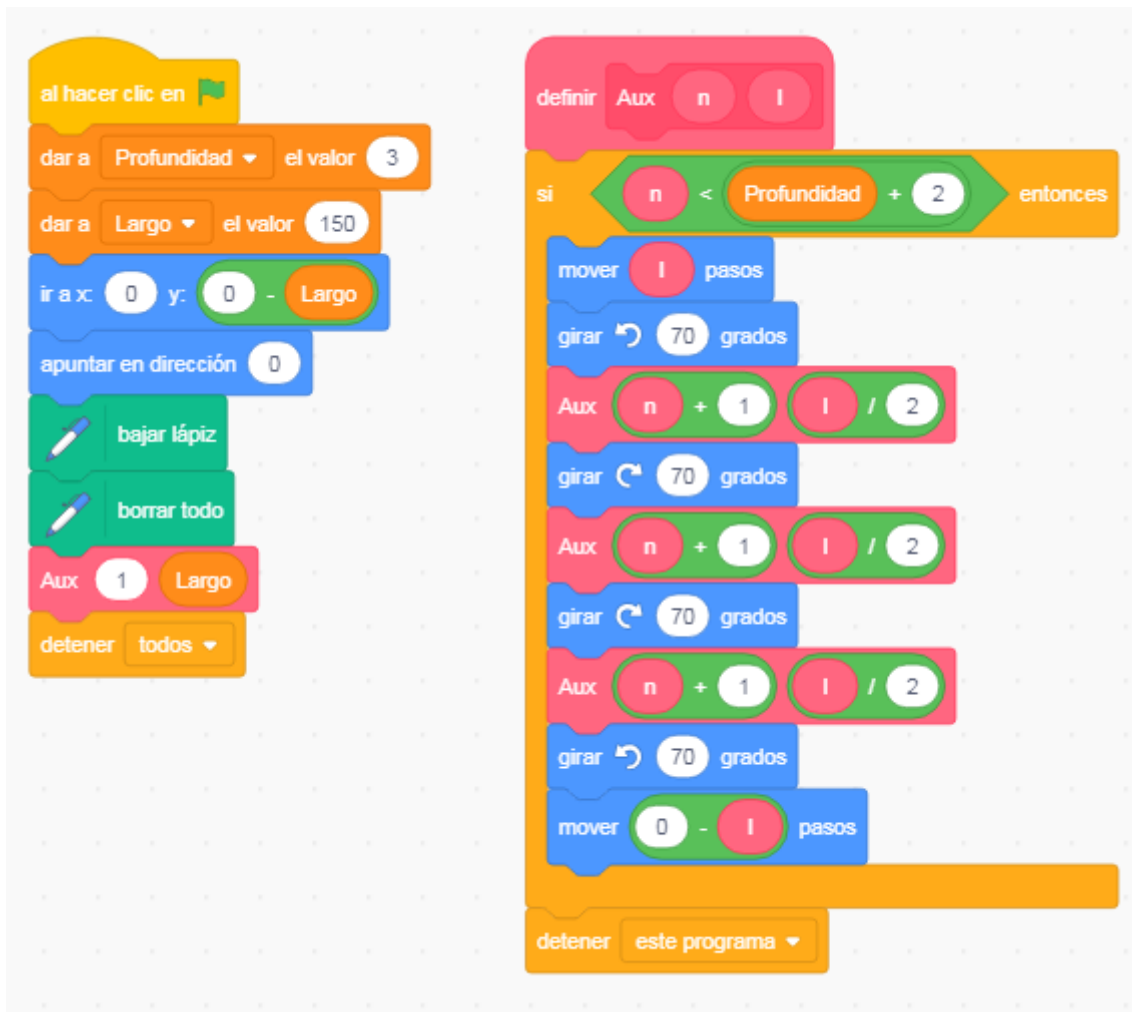 al hacer clic en
dar a Profundidad el valor 3
dar a Largo el valor 150
ir a x: 0 y: 0 - Largo
apuntar en dirección 0
bajar lápiz
borrar todo
Aux 1 Largo
detener todos
definir Aux n l
si n < Profundidad + 2 entonces
mover l pasos
girar 70 grados
Aux n + 1 l / 2
girar 70 grados
Aux n + 1 l / 2
girar 70 grados
Aux n + 1 l / 2
girar 70 grados
mover 0 - l pasos
detener este programa